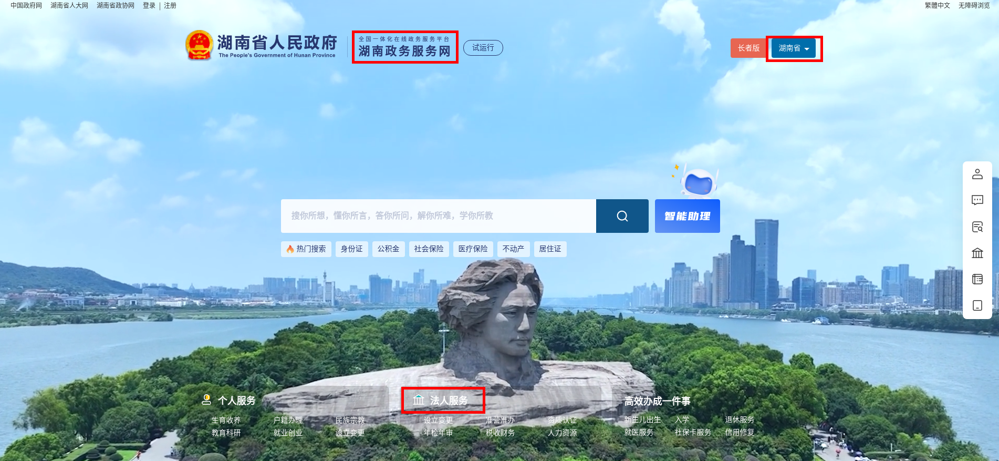 中国政府网 湖南省人大网 湖南省政协网 登录 | 注册 繁體中文 无障碍浏览
湖南省人民政府
The People's Government of Hunan Province
全国一体化在线政务服务平台
湖南政务服务网
试运行
长者版
湖南省
搜你所想，懂你所言，答你所问，解你所难，学你所教
智能助理
热门搜索 身份证 公积金 社会保险 医疗保险 不动产 居住证
个人服务
生育收养 户籍办理 民族宗教
教育科研 就业创业 设立变更
法人服务
设立变更 准营准办 资质认证
年检年审 税收财务 人力资源
高效办成一件事
新生儿出生 入学 退休服务
就医服务 社保卡服务 信用修复